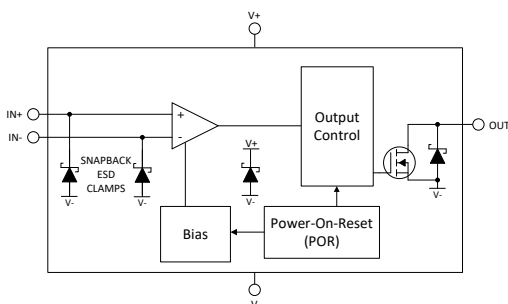 V+
IN+
IN-
+
-
SNAPBACK
ESD
CLAMPS
V-
V-
V+
V-
Output
Control
OUT
V-
Bias
Power-On-Reset
(POR)